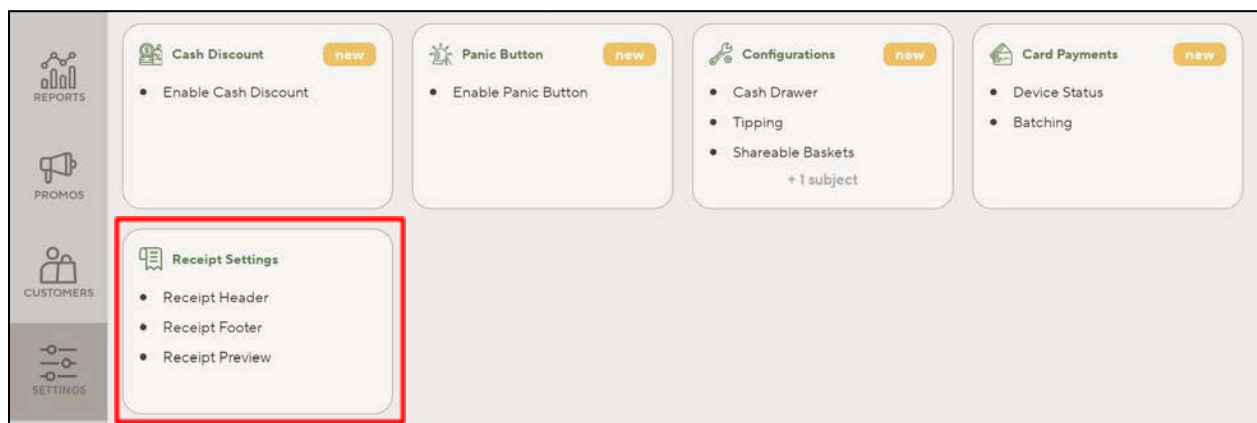 REPORTS
PROMOS
CUSTOMERS
SETTINGS
Cash Discount new
Enable Cash Discount
Panic Button new
Enable Panic Button
Configurations new
Cash Drawer
Tipping
Shareable Baskets
+ 1 subject
Card Payments new
Device Status
Batching
Receipt Settings
Receipt Header
Receipt Footer
Receipt Preview